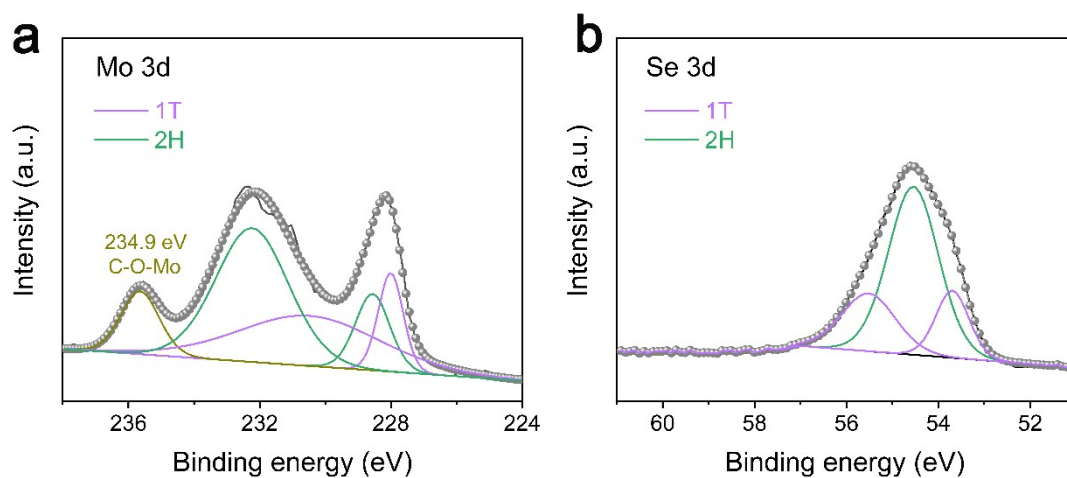 a
Mo 3d
1T
2H
234.9 eV
C-O-Mo
Intensity (a.u.)
236 232 228 224
Binding energy (eV)
b
Se 3d
1T
2H
Intensity (a.u.)
60 58 56 54 52
Binding energy (eV)